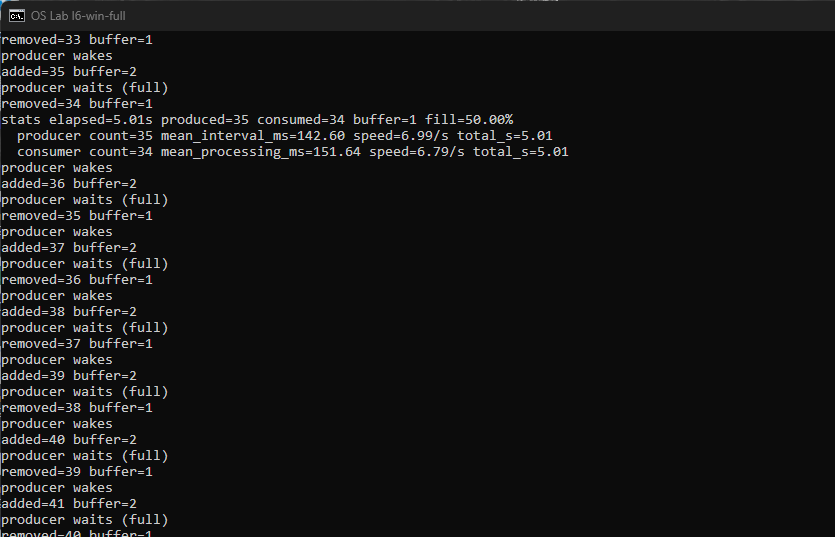 OS Lab l6-win-full
removed=33 buffer=1
producer wakes
added=35 buffer=2
producer waits (full)
removed=34 buffer=1
stats elapsed=5.01s produced=35 consumed=34 buffer=1 fill=50.00%
  producer count=35 mean_interval_ms=142.60 speed=6.99/s total_s=5.01
  consumer count=34 mean_processing_ms=151.64 speed=6.79/s total_s=5.01
producer wakes
added=36 buffer=2
producer waits (full)
removed=35 buffer=1
producer wakes
added=37 buffer=2
producer waits (full)
removed=36 buffer=1
producer wakes
added=38 buffer=2
producer waits (full)
removed=37 buffer=1
producer wakes
added=39 buffer=2
producer waits (full)
removed=38 buffer=1
producer wakes
added=40 buffer=2
producer waits (full)
removed=39 buffer=1
producer wakes
added=41 buffer=2
producer waits (full)
removed=40 buffer=1